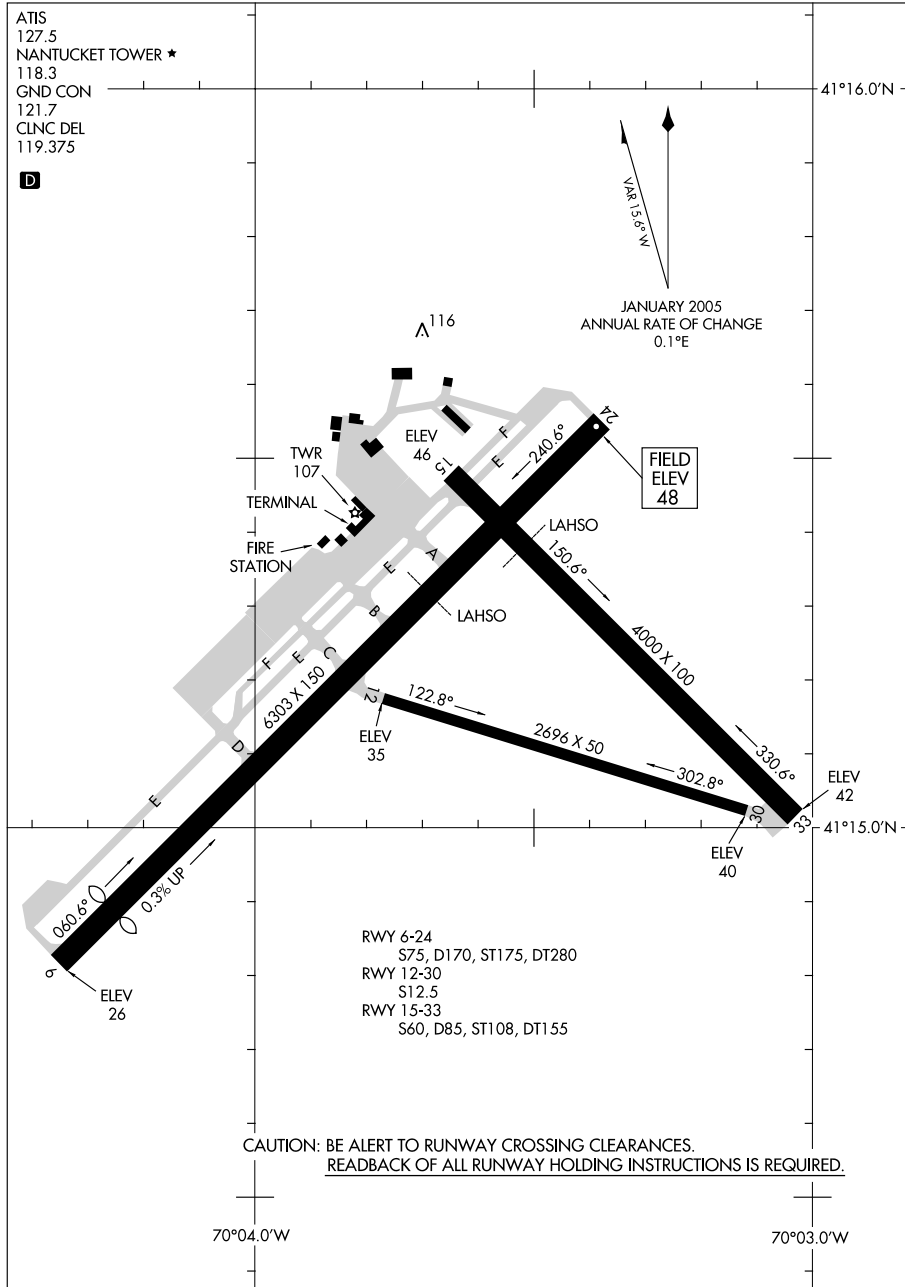 ATIS
127.5
NANTUCKET TOWER ★
118.3
GND CON
121.7
CLNC DEL
119.375
D
41°16.0'N
VAR 15.6° W
JANUARY 2005
ANNUAL RATE OF CHANGE
0.1°E
116
ELEV
46
15
F
E
240.6°
24
FIELD
ELEV
48
TWR
107
TERMINAL
FIRE
STATION
LAHSO
150.6°
A
E
B
LAHSO
4000 X 100
F
E
C
6303 X 150
12
122.8°
ELEV
35
2696 X 50
302.8°
330.6°
D
E
30
33
ELEV
42
ELEV
40
41°15.0'N
060.6°
0.3% UP
6
ELEV
26
RWY 6-24
S75, D170, ST175, DT280
RWY 12-30
S12.5
RWY 15-33
S60, D85, ST108, DT155
CAUTION: BE ALERT TO RUNWAY CROSSING CLEARANCES.
READBACK OF ALL RUNWAY HOLDING INSTRUCTIONS IS REQUIRED.
70°04.0'W
70°03.0'W